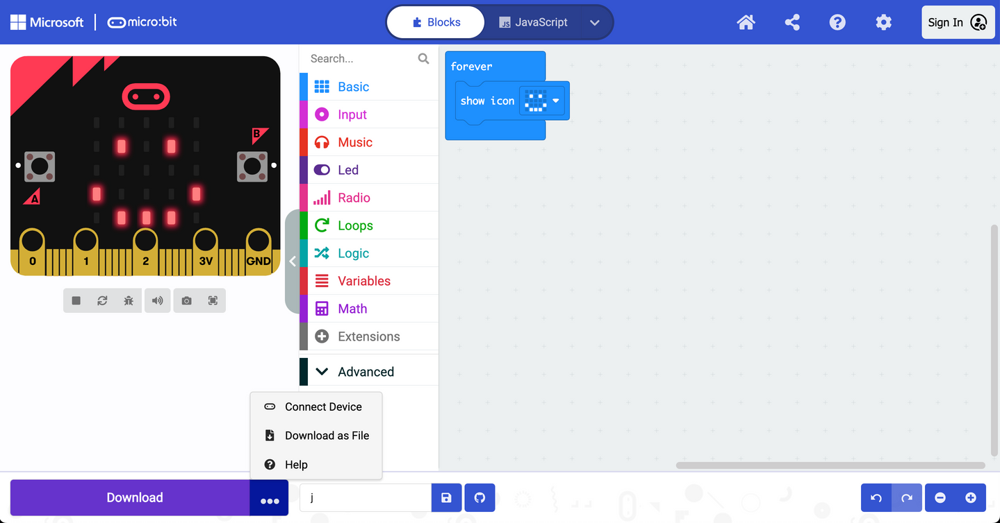 Microsoft | micro:bit
Blocks
JS JavaScript
Sign In
B
A
0 1 2 3V GND
Search...
Basic
Input
Music
Led
Radio
Loops
Logic
Variables
Math
Extensions
Advanced
forever
show icon
Connect Device
Download as File
Help
Download
j